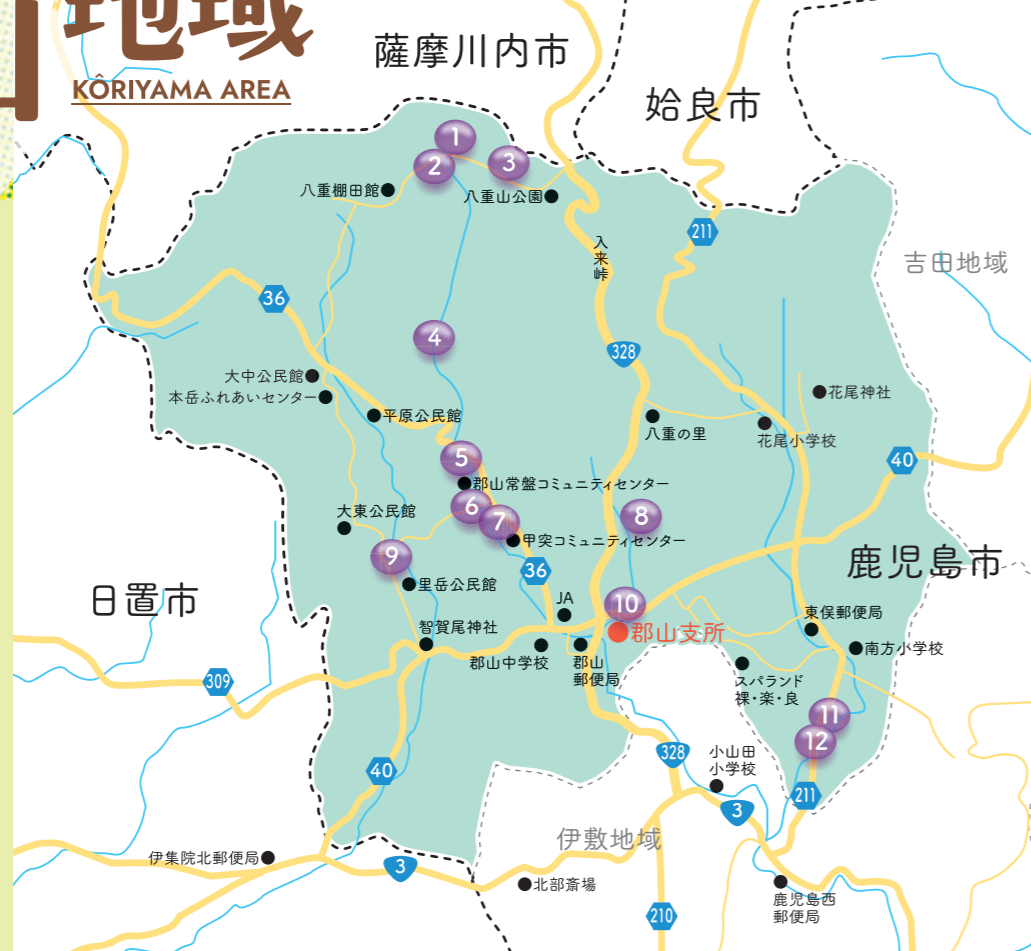 地域
KÔRIYAMA AREA
薩摩川内市
姶良市
1
2
3
八重棚田館
八重山公園
入来峠
211
吉田地域
36
4
328
大中公民館
本岳ふれあいセンター
平原公民館
八重の里
花尾神社
花尾小学校
40
5
郡山常盤コミュニティセンター
6
7
8
大東公民館
甲突コミュニティセンター
9
36
里岳公民館
鹿児島市
日置市
JA
10
郡山支所
智賀尾神社
郡山中学校
郡山
郵便局
東俣郵便局
南方小学校
スパランド
裸・楽・良
309
11
12
40
328
小山田
小学校
211
3
伊敷地域
伊集院北郵便局
3
北部斎場
210
鹿児島西
郵便局